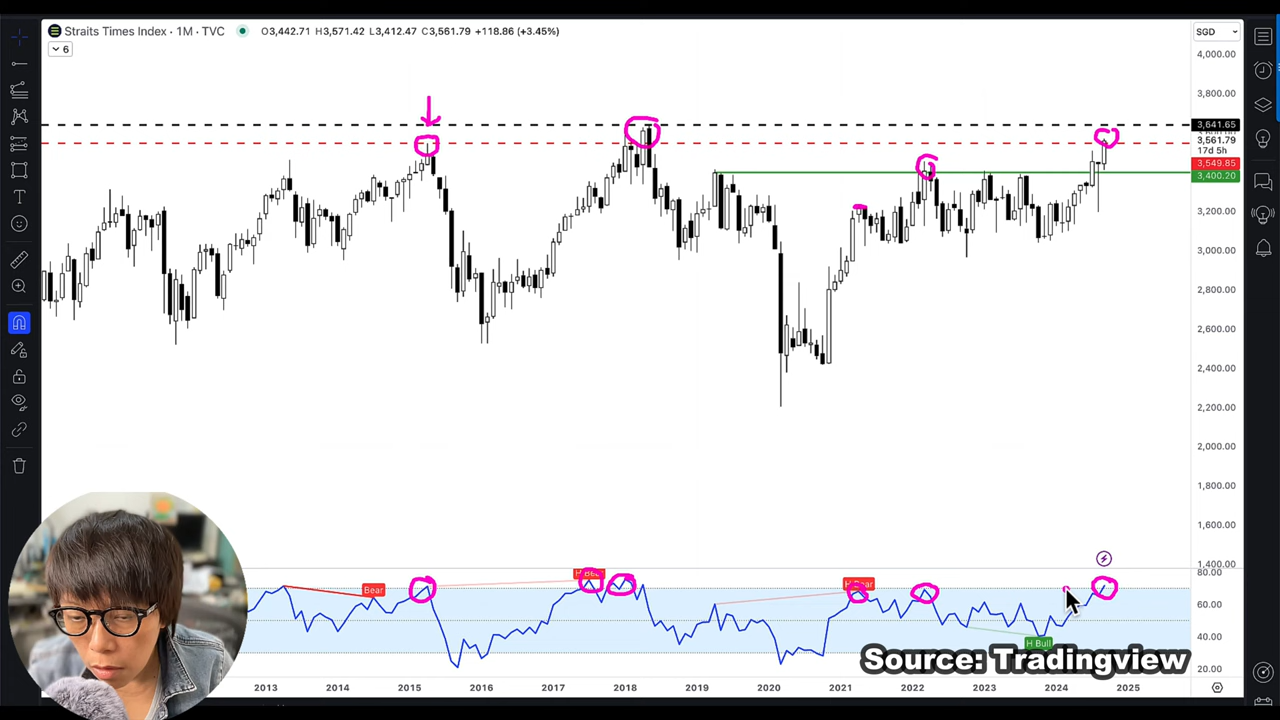 Straits Times Index · 1M · TVC O3,442.71 H3,571.42 L3,412.47 C3,561.79 +118.86 (+3.45%)
6
SGD
4,000.00
3,800.00
3,641.65
3,561.79
17d 5h
3,549.85
3,400.20
3,200.00
3,000.00
2,800.00
2,600.00
2,400.00
2,200.00
2,000.00
1,800.00
1,600.00
1,400.00
80.00
60.00
40.00
20.00
Bear
H Bear
H Bear
H Bull
Source: Tradingview
2013 2014 2015 2016 2017 2018 2019 2020 2021 2022 2023 2024 2025